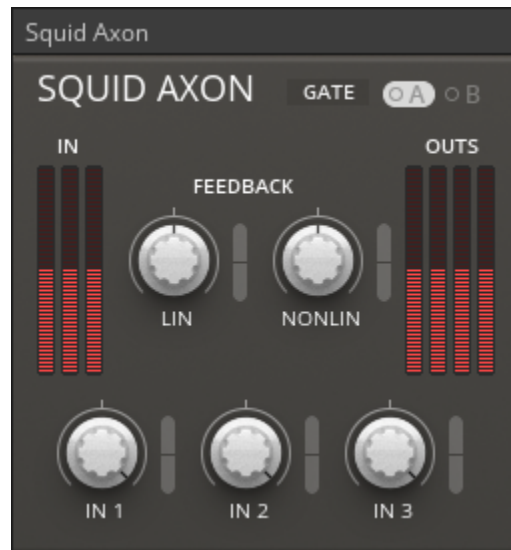 Squid Axon
SQUID AXON GATE A B
IN OUTS
FEEDBACK
LIN NONLIN
IN 1 IN 2 IN 3